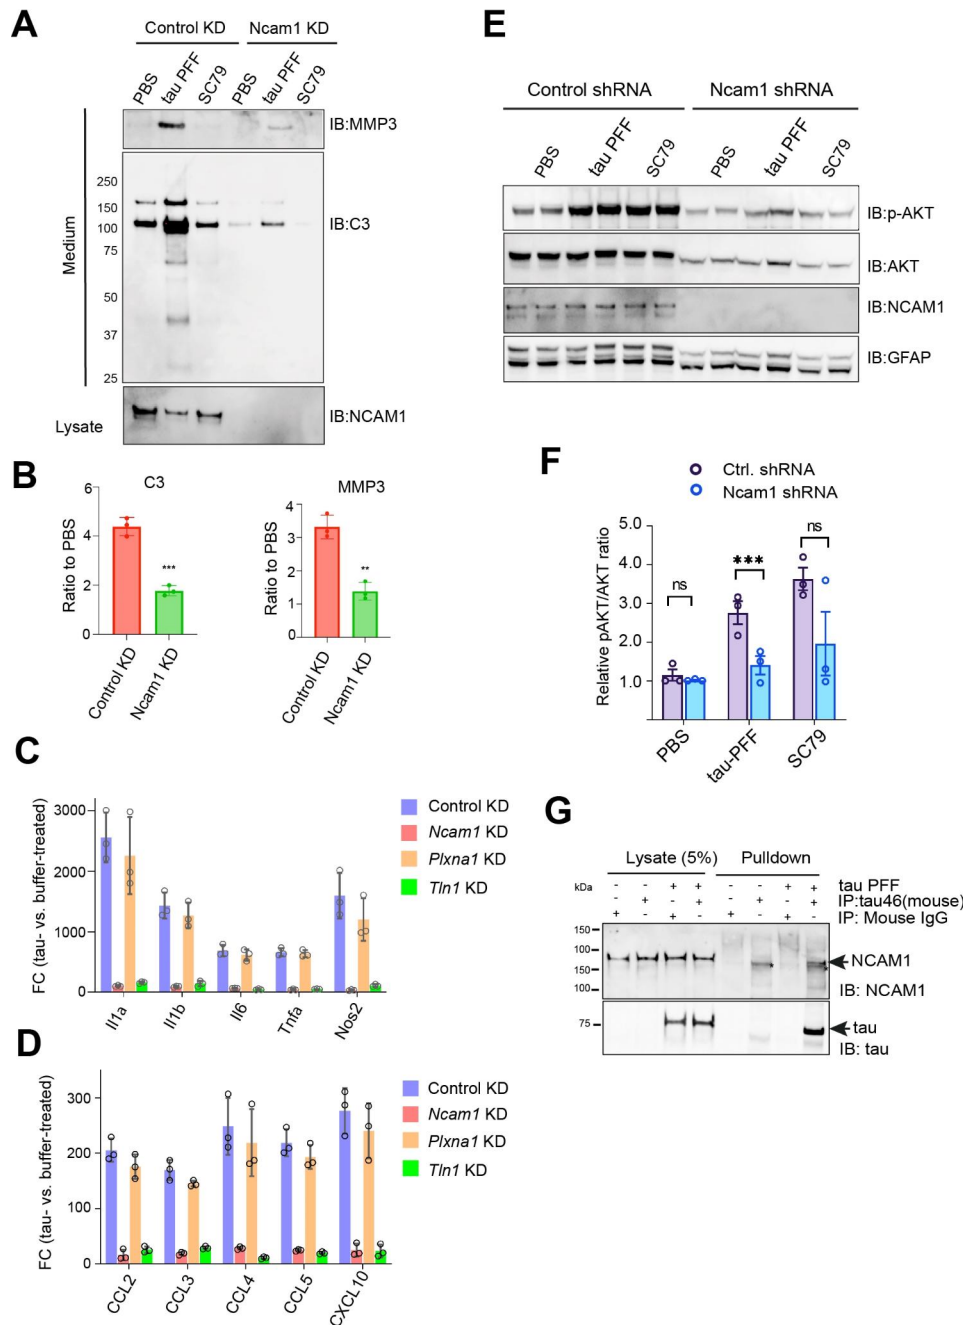 A
Control KD Ncam1 KD
PBS tau PFF SC79 PBS tau PFF SC79
IB:MMP3
250
150
100
75
50
37
25
IB:C3
Medium
Lysate
IB:NCAM1
B
C3
Ratio to PBS
6
4
2
0
***
Control KD
Ncam1 KD
MMP3
Ratio to PBS
4
3
2
1
0
**
Control KD
Ncam1 KD
C
FC (tau- vs. buffer-treated)
3000
2000
1000
0
Il1a Il1b Il6 Tnfa Nos2
Control KD
Ncam1 KD
Plxna1 KD
Tln1 KD
D
FC (tau- vs. buffer-treated)
300
200
100
0
CCL2 CCL3 CCL4 CCL5 CXCL10
Control KD
Ncam1 KD
Plxna1 KD
Tln1 KD
E
Control shRNA Ncam1 shRNA
PBS tau PFF SC79 PBS tau PFF SC79
IB:p-AKT
IB:AKT
IB:NCAM1
IB:GFAP
F
Ctrl. shRNA
Ncam1 shRNA
Relative pAKT/AKT ratio
5.0
4.0
3.0
2.0
1.0
ns
***
ns
PBS tau-PFF SC79
G
Lysate (5%) Pulldown
kDa - - + + - - + + tau PFF
- + - + - + - + IP:tau46(mouse)
+ - + - + - + - IP: Mouse IgG
150
150
100
NCAM1
IB: NCAM1
75
tau
IB: tau